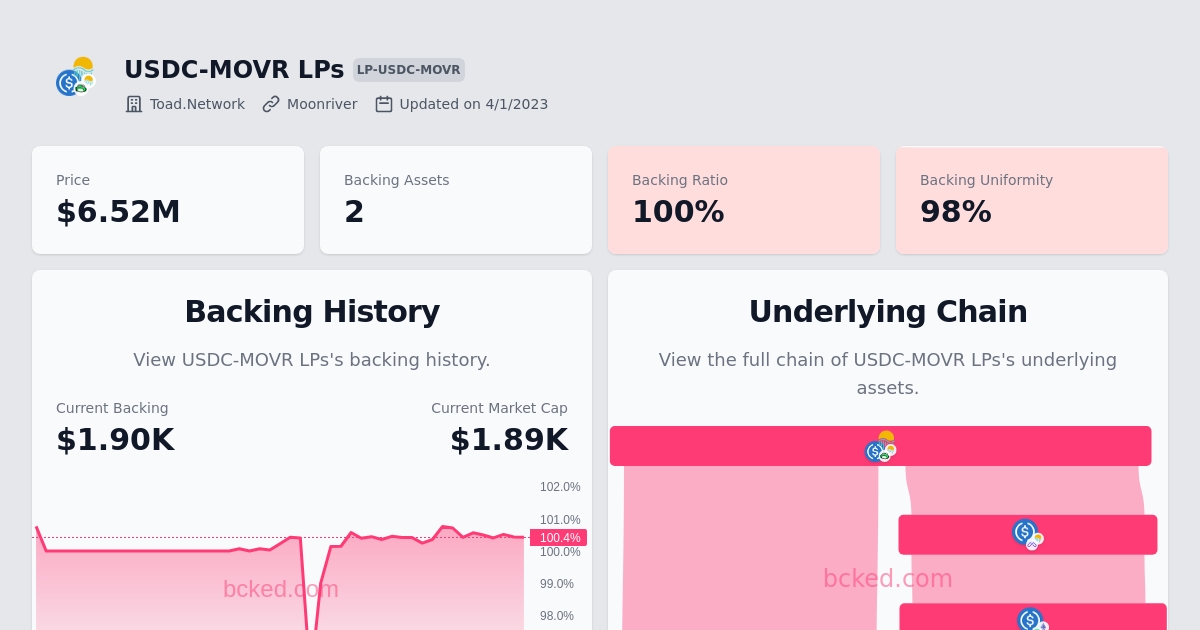 USDC-MOVR LPs LP-USDC-MOVR
Toad.Network Moonriver Updated on 4/1/2023
Price
$6.52M
Backing Assets
2
Backing Ratio
100%
Backing Uniformity
98%
Backing History
View USDC-MOVR LPs's backing history.
Current Backing
$1.90K
Current Market Cap
$1.89K
102.0%
101.0%
100.4%
100.0%
99.0%
98.0%
bcked.com
Underlying Chain
View the full chain of USDC-MOVR LPs's underlying
assets.
bcked.com